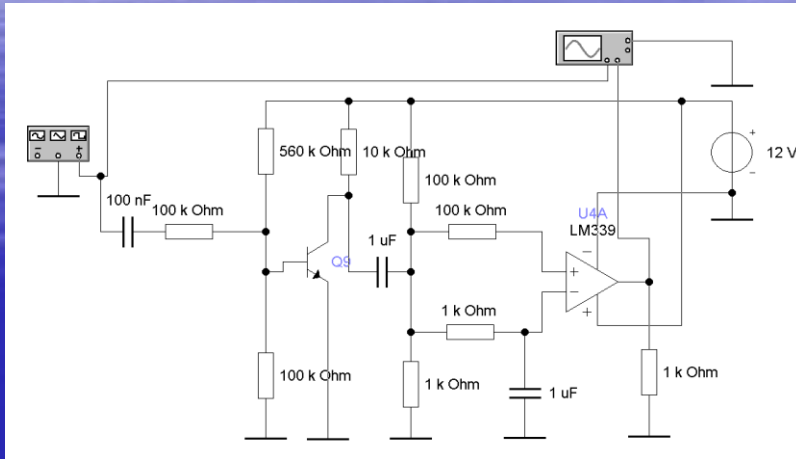 560 k Ohm
10 k Ohm
12 V
100 nF
100 k Ohm
100 k Ohm
100 k Ohm
U4A
LM339
Q9
1 uF
1 k Ohm
100 k Ohm
1 k Ohm
1 uF
1 k Ohm